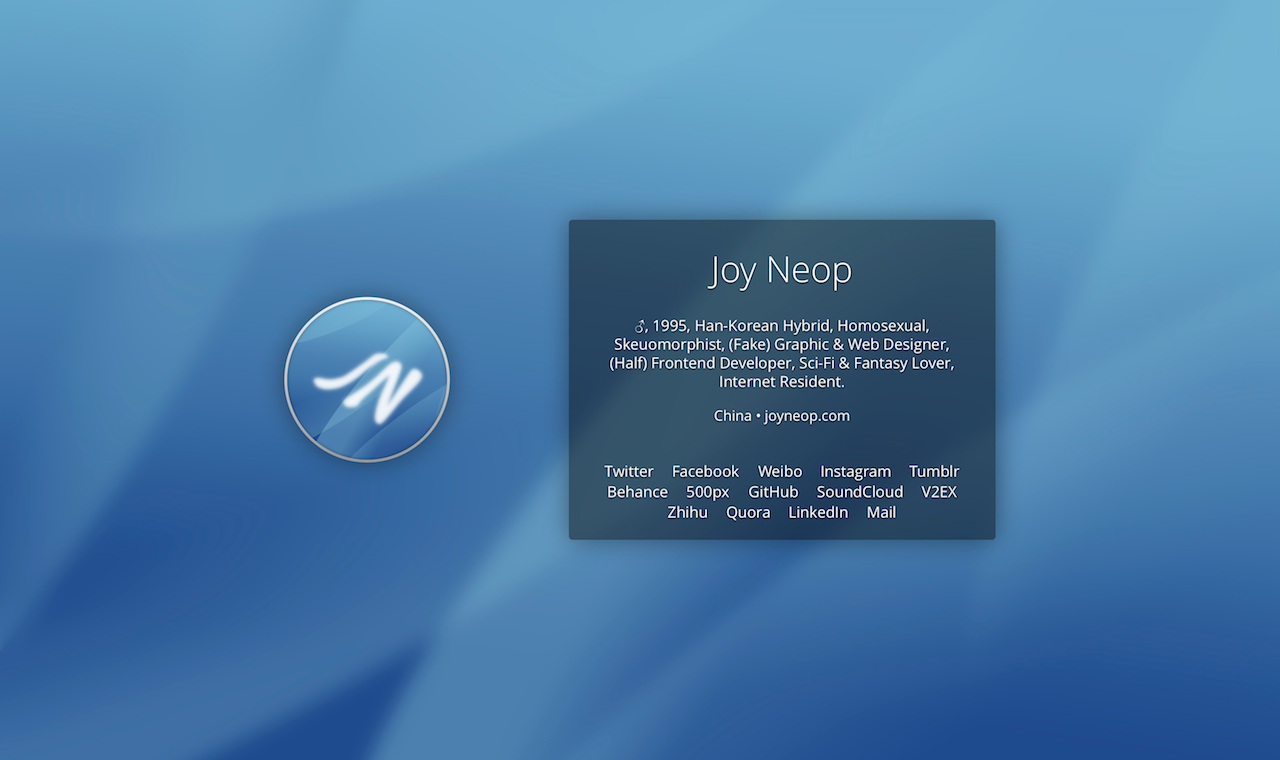 JN
Joy Neop
♂, 1995, Han-Korean Hybrid, Homosexual,
Skeuomorphist, (Fake) Graphic & Web Designer,
(Half) Frontend Developer, Sci-Fi & Fantasy Lover,
Internet Resident.
China • joyneop.com
Twitter Facebook Weibo Instagram Tumblr
Behance 500px GitHub SoundCloud V2EX
Zhihu Quora LinkedIn Mail